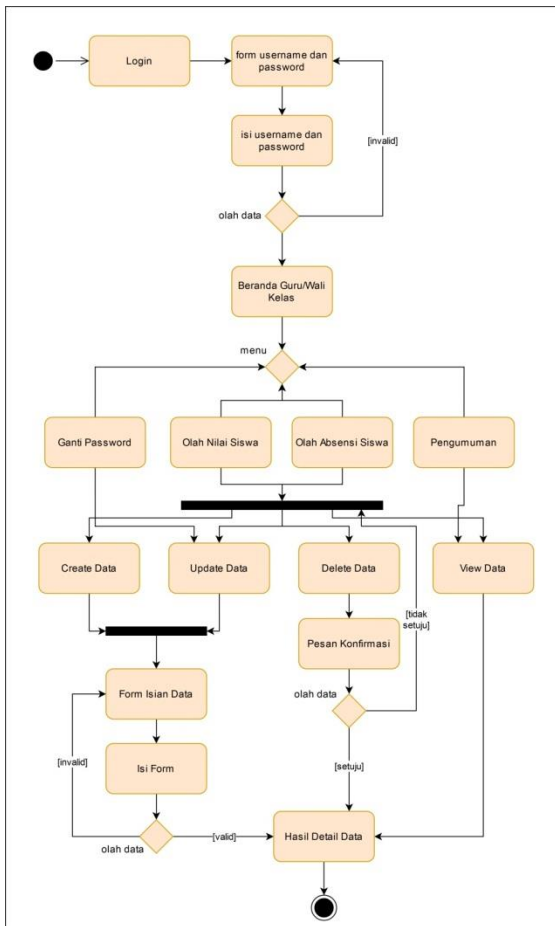 Login
form username dan
password
isi username dan
password
[invalid]
olah data
Beranda Guru/Wali
Kelas
menu
Ganti Password
Olah Nilai Siswa
Olah Absensi Siswa
Pengumuman
Create Data
Update Data
Delete Data
View Data
[tidak
setuju]
Pesan Konfirmasi
olah data
Form Isian Data
[invalid]
Isi Form
[setuju]
olah data
[valid]
Hasil Detail Data